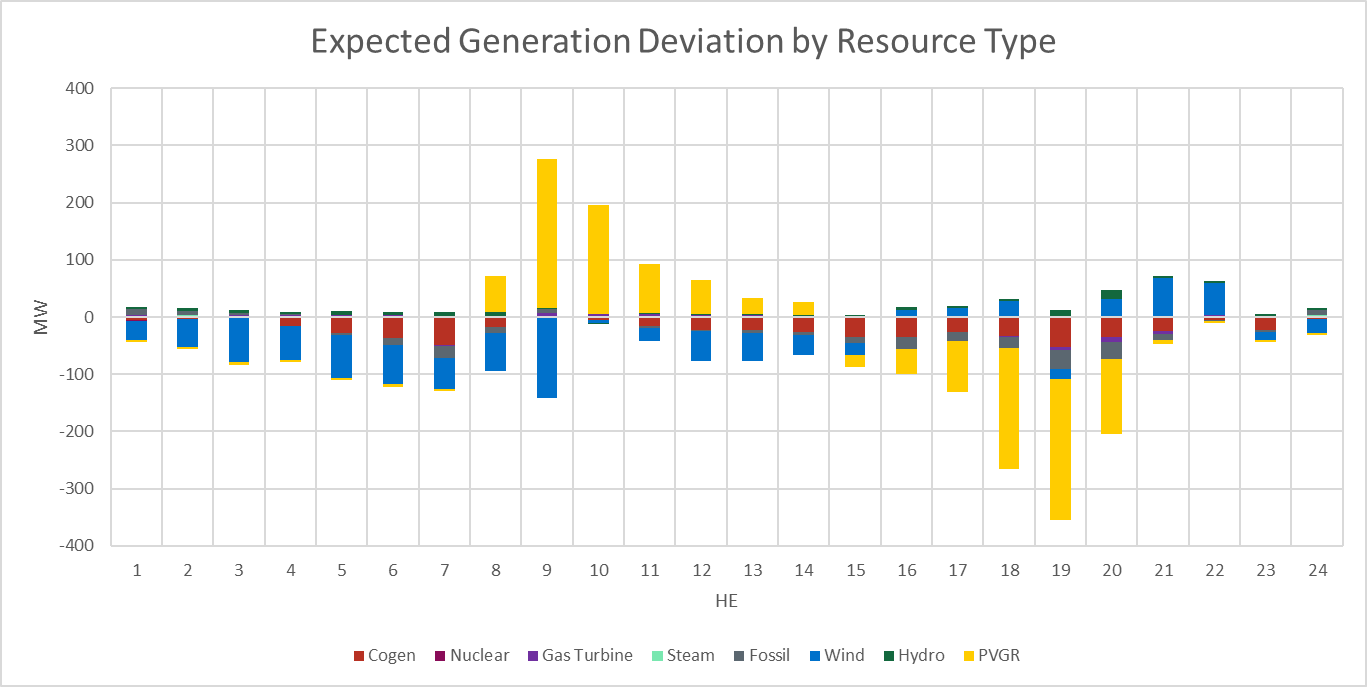 Expected Generation Deviation by Resource Type
400
300
200
100
0
-100
-200
-300
-400
MW
1 2 3 4 5 6 7 8 9 10 11 12 13 14 15 16 17 18 19 20 21 22 23 24
HE
Cogen Nuclear Gas Turbine Steam Fossil Wind Hydro PVGR